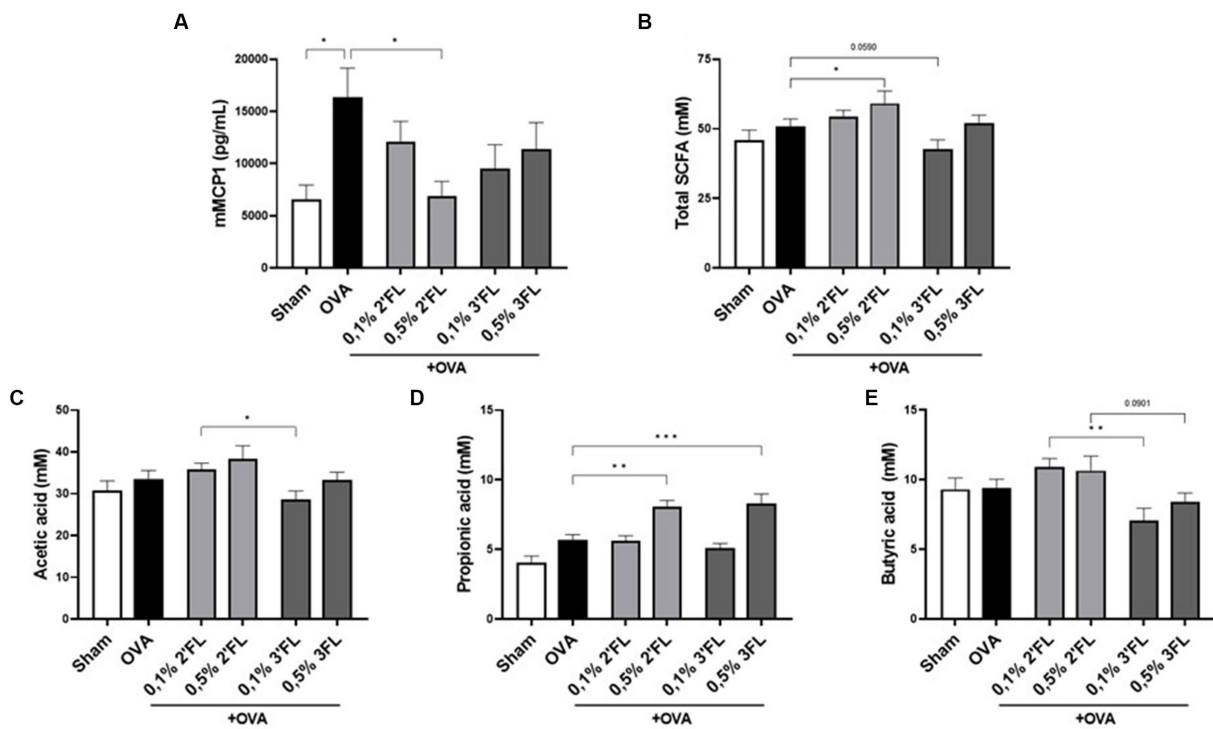 A
mMCP1 (pg/mL)
20000
15000
10000
5000
0
*
*
Sham
OVA
0,1% 2'FL
0,5% 2'FL
0,1% 3'FL
0,5% 3FL
+OVA
B
Total SCFA (mM)
75
50
25
0
0.0590
*
Sham
OVA
0,1% 2'FL
0,5% 2'FL
0,1% 3'FL
0,5% 3FL
+OVA
C
Acetic acid (mM)
50
40
30
20
10
0
*
Sham
OVA
0,1% 2'FL
0,5% 2'FL
0,1% 3'FL
0,5% 3FL
+OVA
D
Propionic acid (mM)
15
10
5
0
***
**
Sham
OVA
0,1% 2'FL
0,5% 2'FL
0,1% 3'FL
0,5% 3FL
+OVA
E
Butyric acid (mM)
15
10
5
0
0.0901
**
Sham
OVA
0,1% 2'FL
0,5% 2'FL
0,1% 3'FL
0,5% 3FL
+OVA